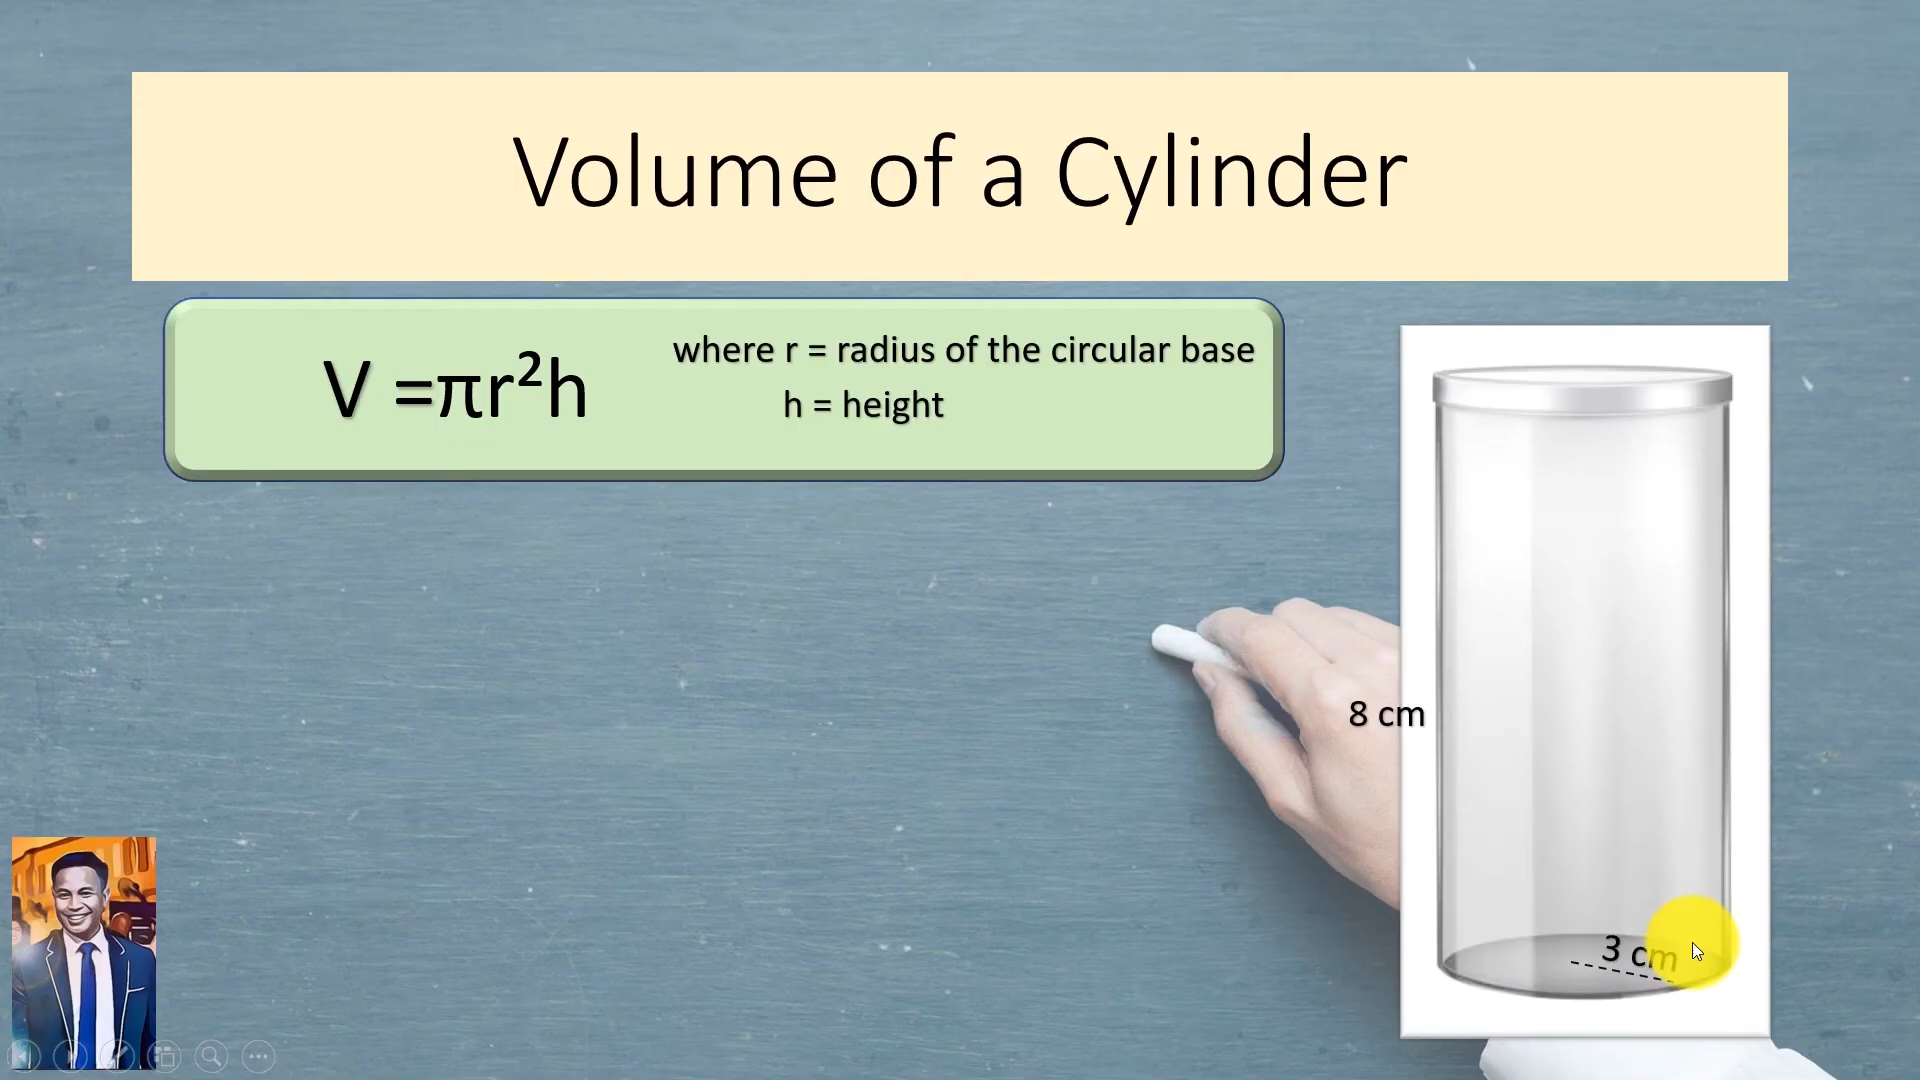 Volume of a Cylinder
V =πr²h
where r = radius of the circular base
h = height
8 cm
3 cm